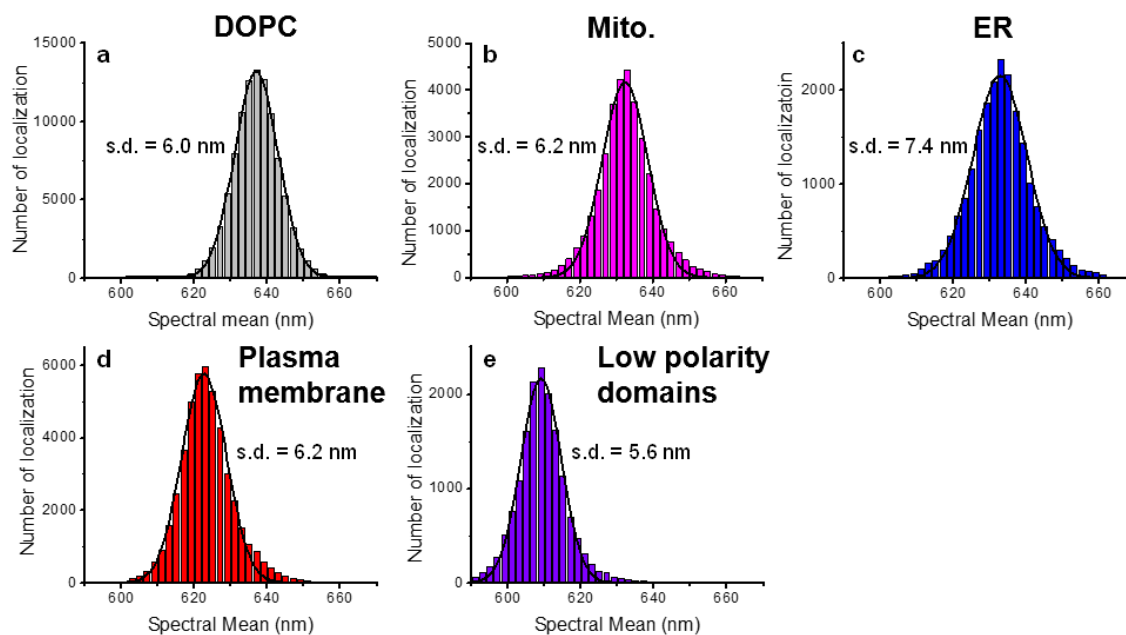 DOPC
a
15000
10000
5000
0
Number of localization
s.d. = 6.0 nm
600 620 640 660
Spectral mean (nm)
Mito.
b
5000
4000
3000
2000
1000
0
Number of localization
s.d. = 6.2 nm
600 620 640 660
Spectral Mean (nm)
ER
c
2000
1000
0
Number of localizatoin
s.d. = 7.4 nm
600 620 640 660
Spectral Mean (nm)
d
Plasma
membrane
6000
4000
2000
0
Number of localization
s.d. = 6.2 nm
600 620 640 660
Spectral Mean (nm)
e
Low polarity
domains
2000
1000
0
Number of localization
s.d. = 5.6 nm
600 620 640 660
Spectral Mean (nm)